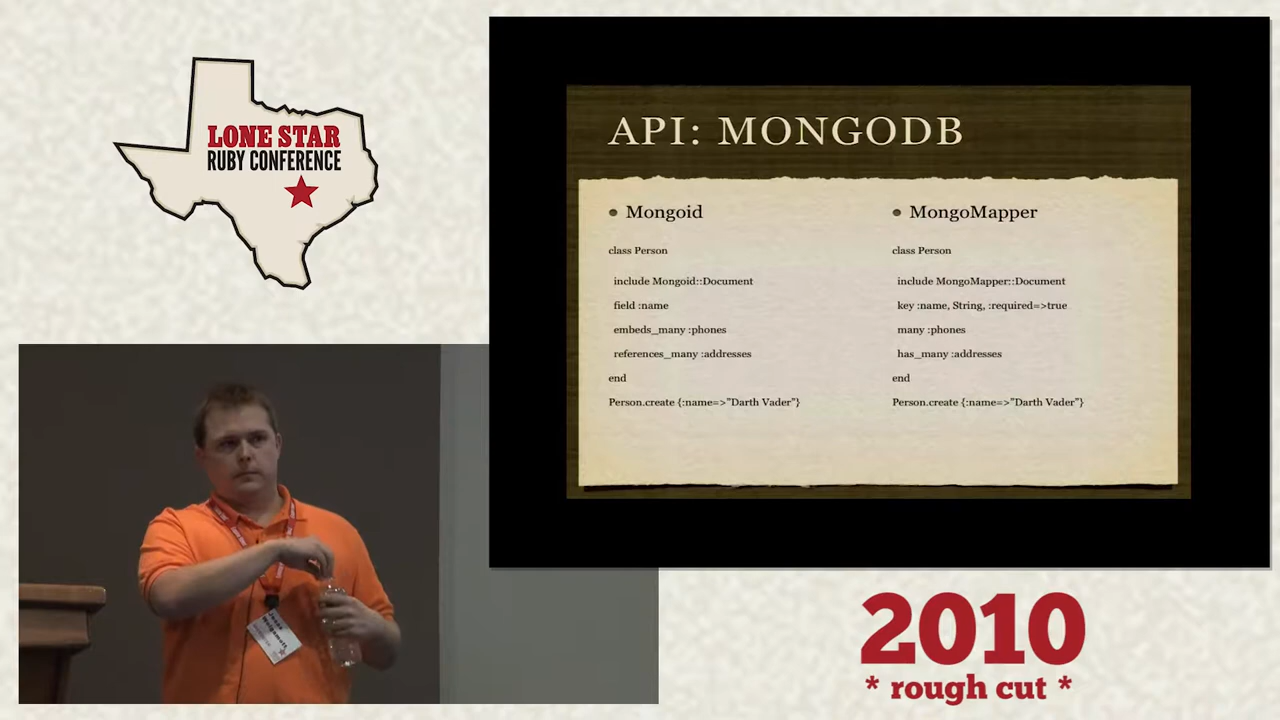 LONE STAR
RUBY CONFERENCE
API: MONGODB
Mongoid
class Person
include Mongoid::Document
field :name
embeds_many :phones
references_many :addresses
end
Person.create {:name=>"Darth Vader"}
MongoMapper
class Person
include MongoMapper::Document
key :name, String, :required=>true
many :phones
has_many :addresses
end
Person.create {:name=>"Darth Vader"}
2010
* rough cut *